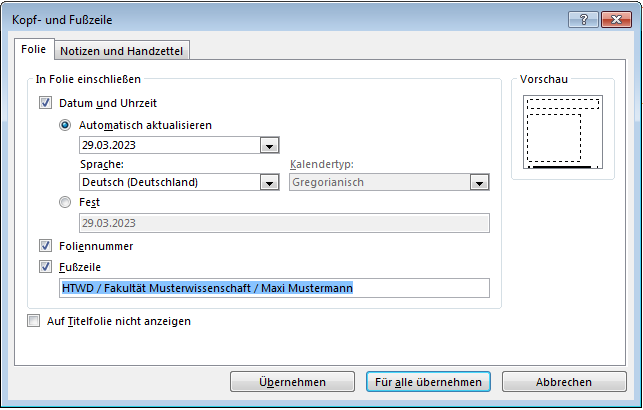 Kopf- und Fußzeile
Folie Notizen und Handzettel
In Folie einschließen
Vorschau
Datum und Uhrzeit
Automatisch aktualisieren
29.03.2023
Sprache: Kalendertyp:
Deutsch (Deutschland) Gregorianisch
Fest
29.03.2023
Foliennummer
Fußzeile
HTWD / Fakultät Musterwissenschaft / Maxi Mustermann
Auf Titelfolie nicht anzeigen
Übernehmen Für alle übernehmen Abbrechen